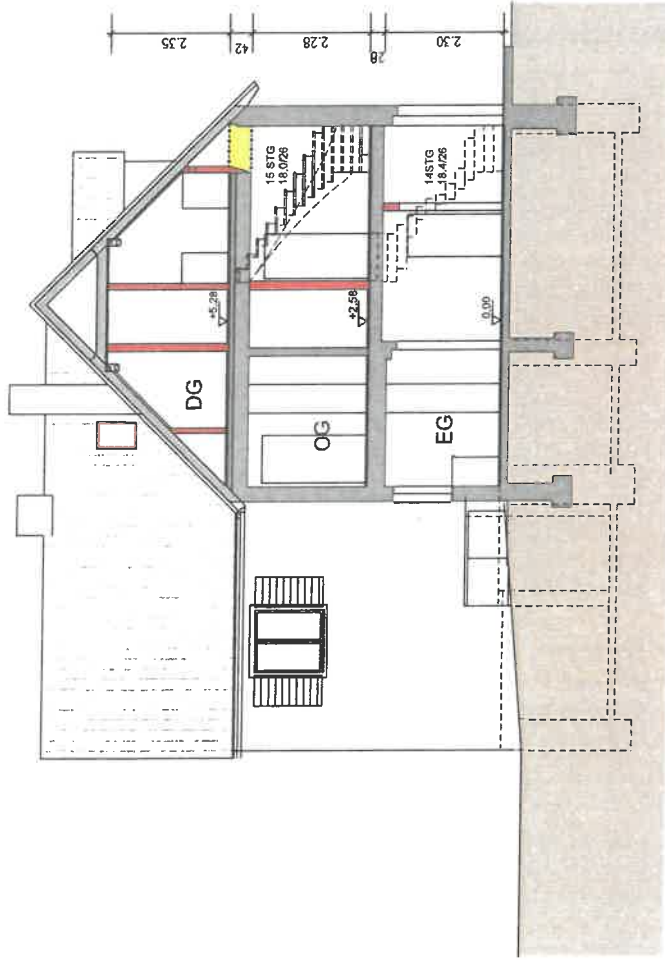 2.35
42
2.28
28
2.30
15 STG
18,0/26
14STG
18.4/26
+5,28
+2,58
0,00
DG
OG
EG